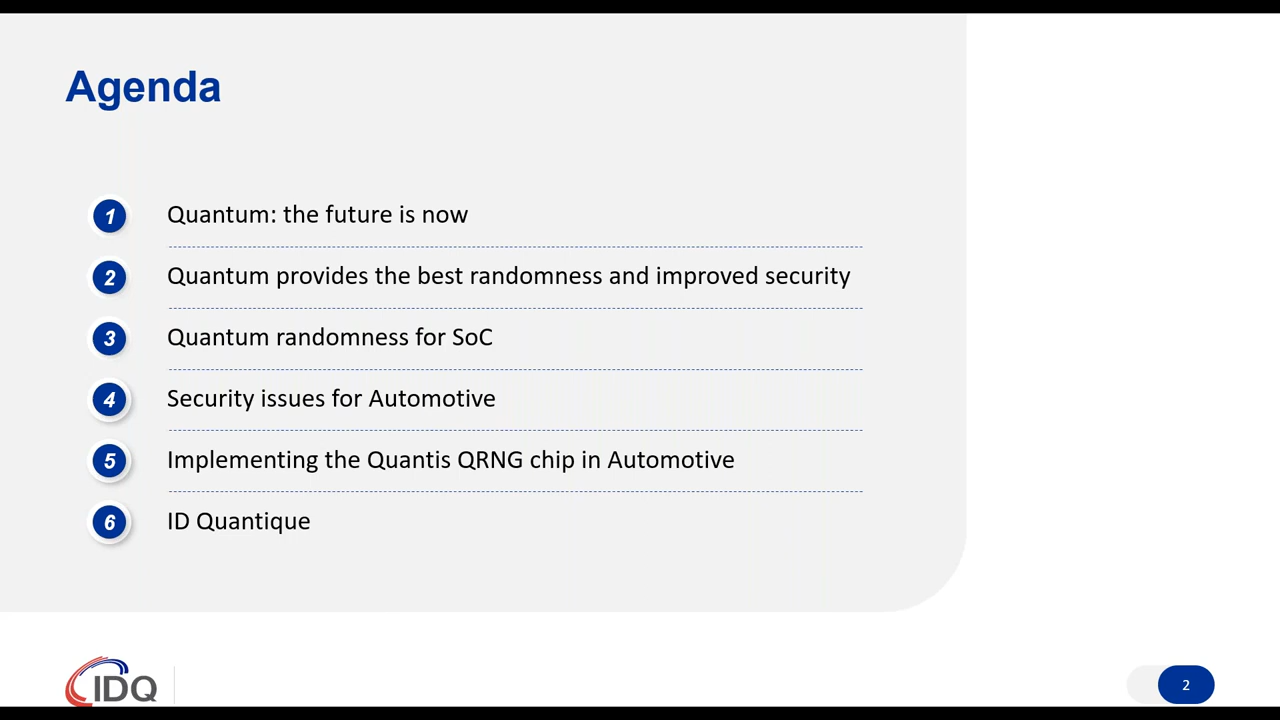 Agenda
1 Quantum: the future is now
2 Quantum provides the best randomness and improved security
3 Quantum randomness for SoC
4 Security issues for Automotive
5 Implementing the Quantis QRNG chip in Automotive
6 ID Quantique
IDQ
2